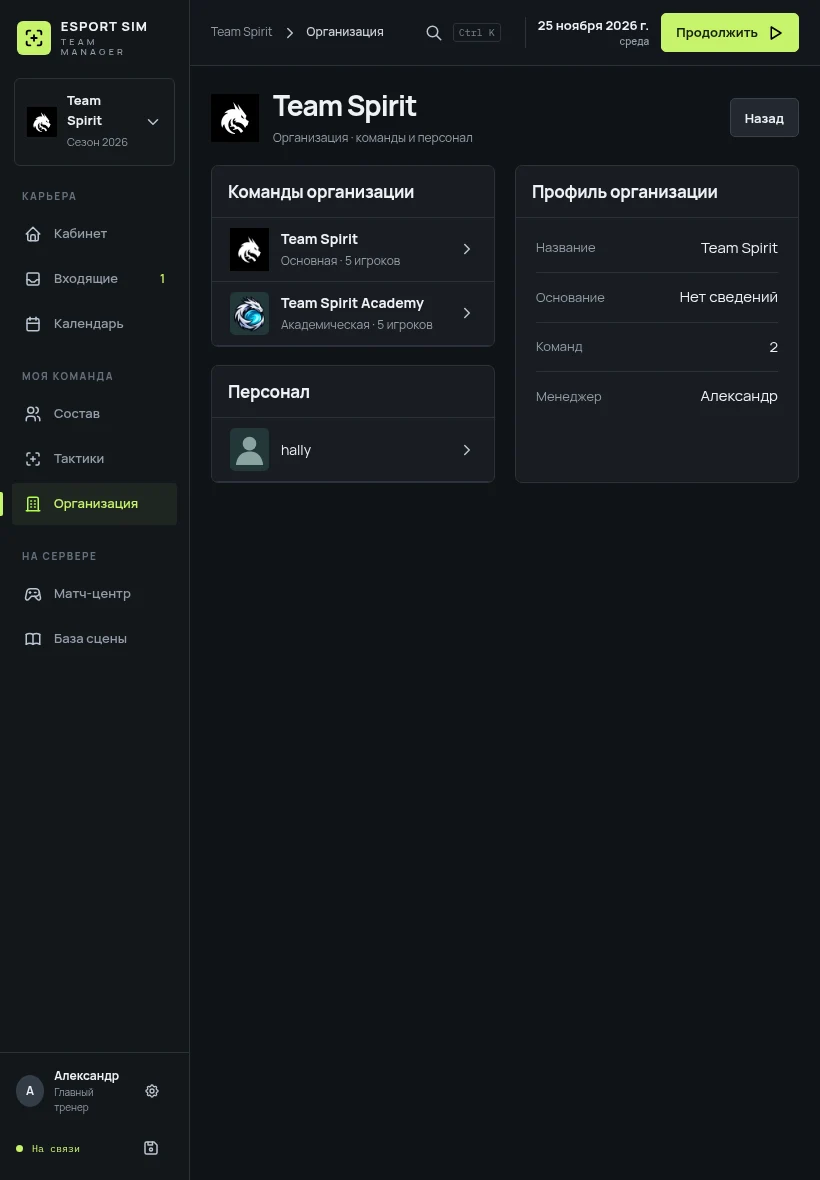 ESPORT SIM
TEAM
MANAGER
Team
Spirit
Сезон 2026
КАРЬЕРА
Кабинет
Входящие 1
Календарь
МОЯ КОМАНДА
Состав
Тактики
Организация
НА СЕРВЕРЕ
Матч-центр
База сцены
А
Александр
Главный
тренер
На связи
Team Spirit
Организация
Ctrl K
25 ноября 2026 г.
среда
Продолжить
Team Spirit
Организация · команды и персонал
Назад
Команды организации
Team Spirit
Основная · 5 игроков
Team Spirit Academy
Академическая · 5 игроков
Персонал
hally
Профиль организации
Название Team Spirit
Основание Нет сведений
Команд 2
Менеджер Александр